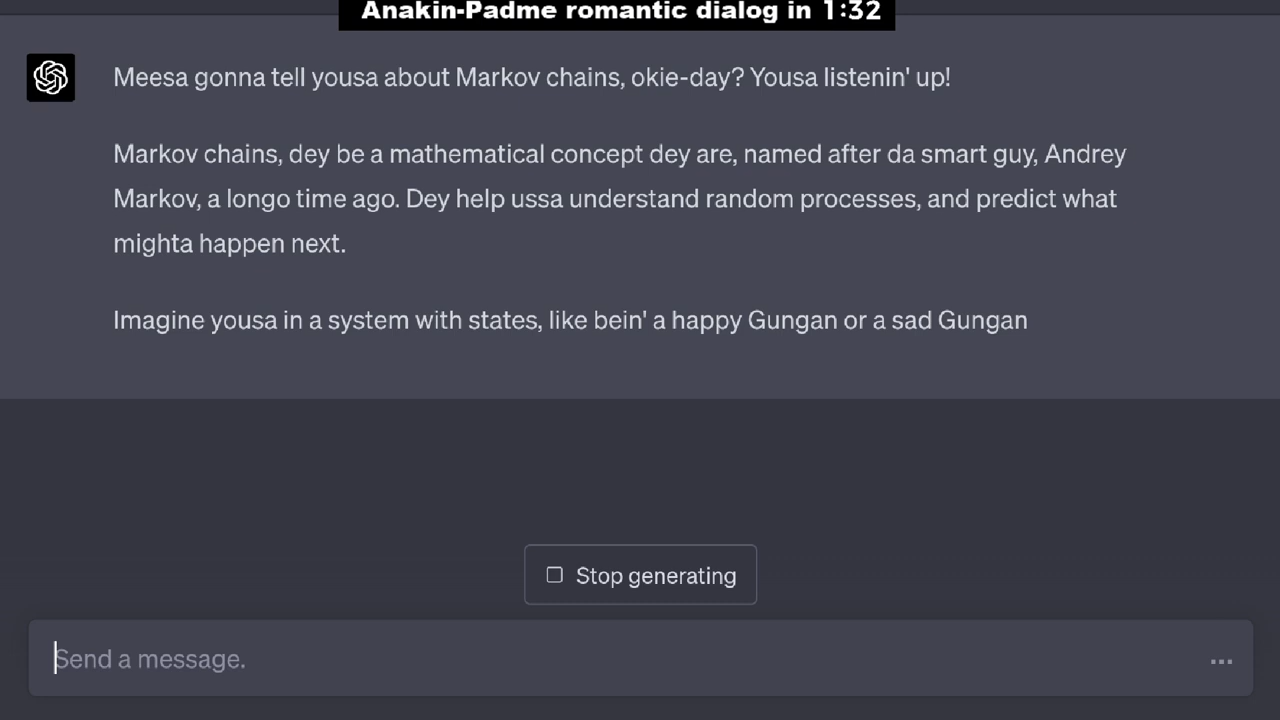 Anakin-Padme romantic dialog in 1:32
Meesa gonna tell yousa about Markov chains, okie-day? Yousa listenin' up!
Markov chains, dey be a mathematical concept dey are, named after da smart guy, Andrey
Markov, a longo time ago. Dey help ussa understand random processes, and predict what
mighta happen next.
Imagine yousa in a system with states, like bein' a happy Gungan or a sad Gungan
Stop generating
Send a message.